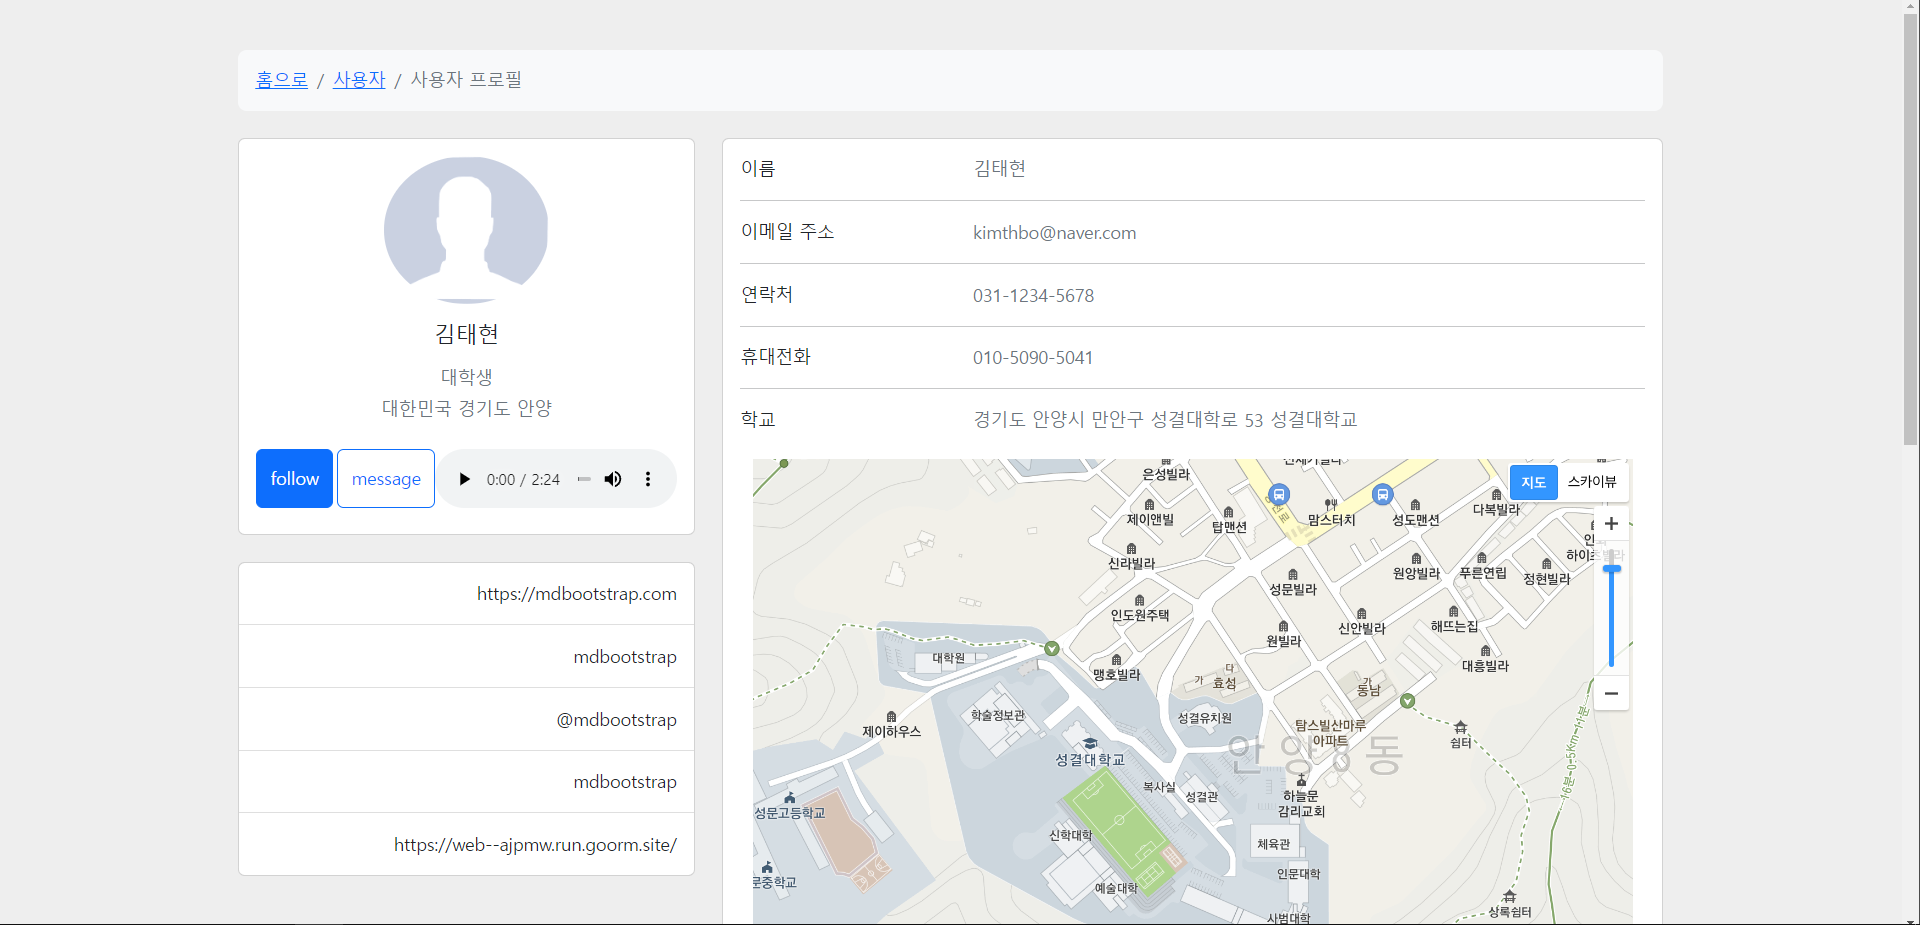 홈으로 / 사용자 / 사용자 프로필
김태현
대학생
대한민국 경기도 안양
follow
message
0:00 / 2:24
https://mdbootstrap.com
mdbootstrap
@mdbootstrap
mdbootstrap
https://web--ajpmw.run.goorm.site/
이름 김태현
이메일 주소 kimthbo@naver.com
연락처 031-1234-5678
휴대전화 010-5090-5041
학교 경기도 안양시 만안구 성결대학로 53 성결대학교
지도 스카이뷰
은성빌라
제이앤빌
탑맨션
맘스터치
성도맨션
다복빌라
신라빌라
성문빌라
원앙빌라
푸른연립
정현빌라
인도원주택
원빌라
신안빌라
해뜨는집
대흥빌라
대학원
맹호빌라
가
다
효성
가
동남
학술정보관
제이하우스
성결유치원
탑스빌산마루
아파트
안양8동
쉼터
성결대학교
복사실
성결관
하늘문
감리교회
성문고등학교
신학대학
체육관
문중학교
예술대학
인문대학
사범대학
상록쉼터